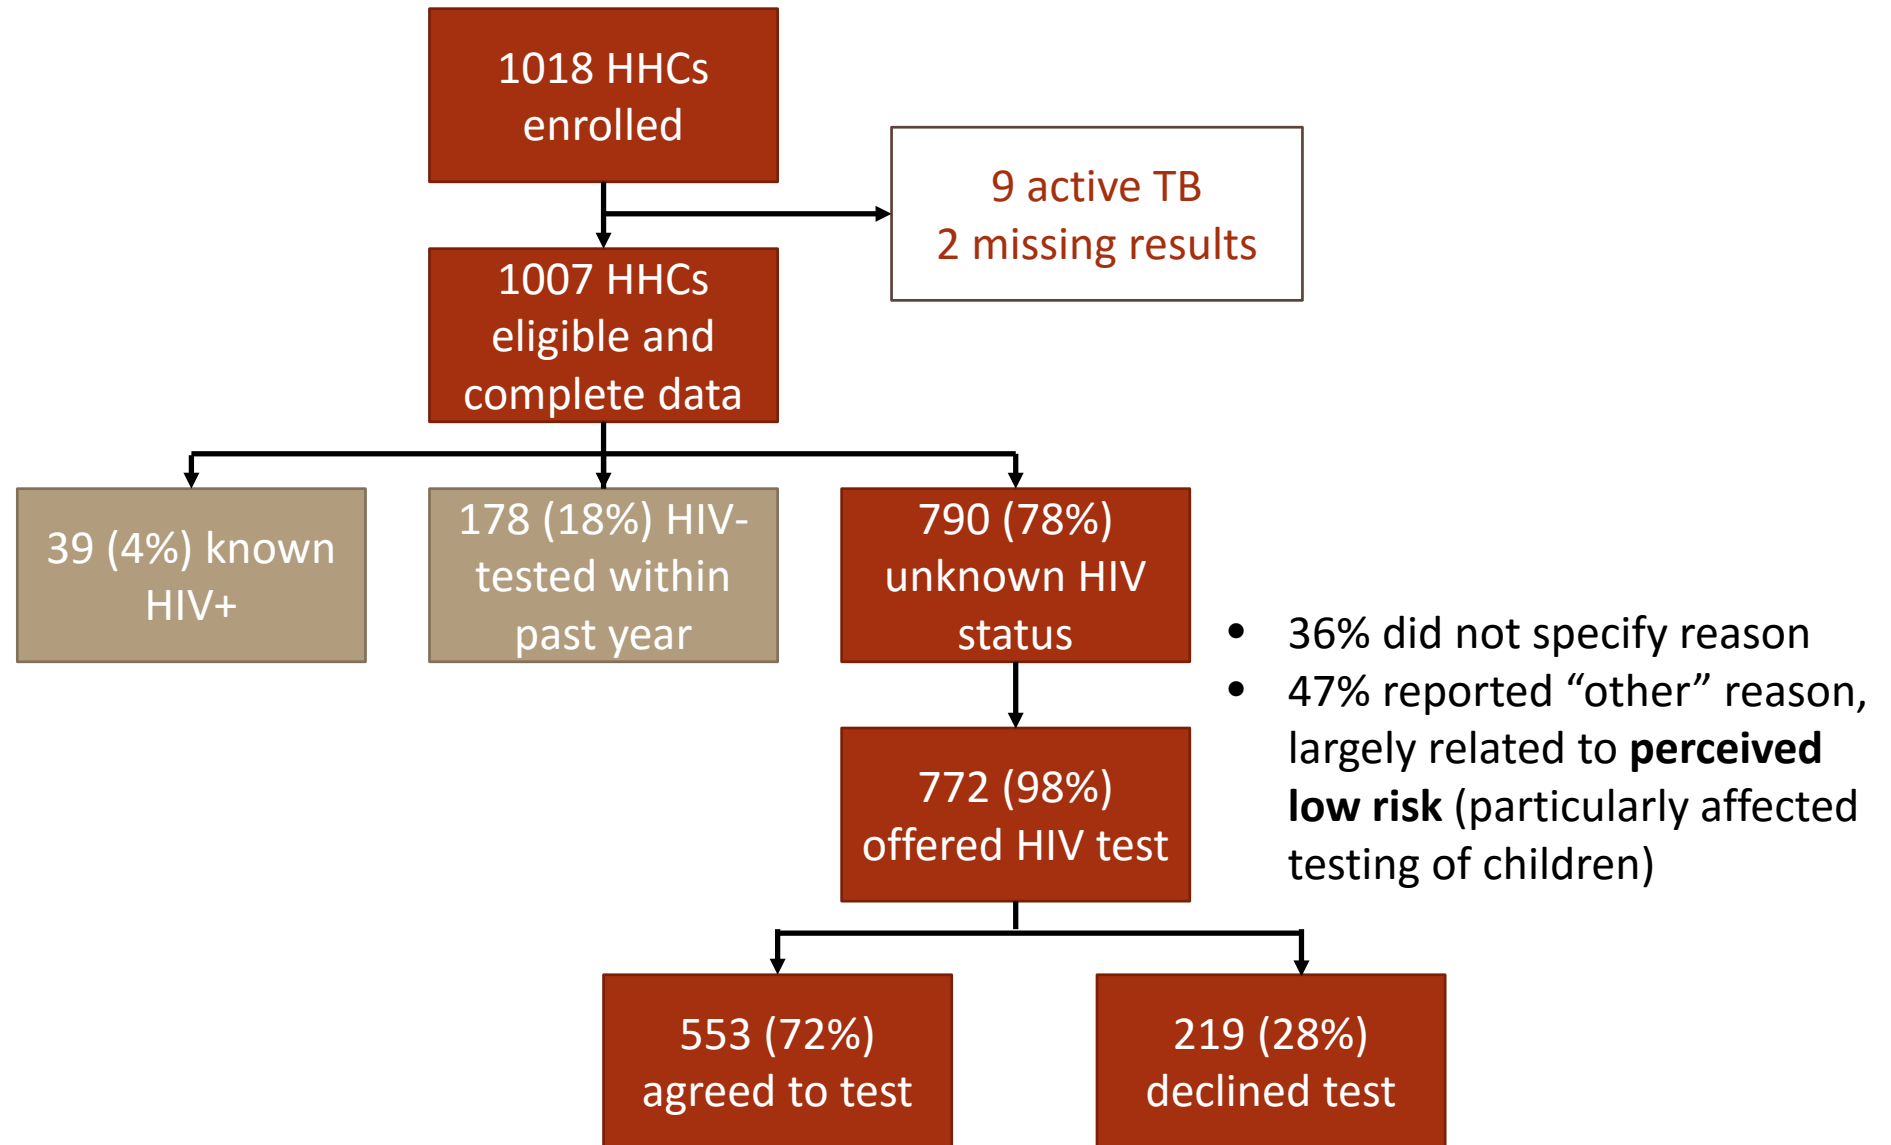 1018 HHCs
enrolled
9 active TB
2 missing results
1007 HHCs
eligible and
complete data
39 (4%) known
HIV+
178 (18%) HIV-
tested within
past year
790 (78%)
unknown HIV
status
• 36% did not specify reason
• 47% reported “other” reason,
largely related to perceived
low risk (particularly affected
testing of children)
772 (98%)
offered HIV test
553 (72%)
agreed to test
219 (28%)
declined test